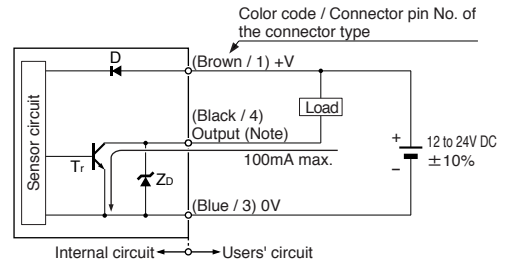 Color code / Connector pin No. of
the connector type
D
(Brown / 1) +V
Load
(Black / 4)
Output (Note)
100mA max.
Sensor circuit
Tr
ZD
+
12 to 24V DC
±10%
−
(Blue / 3) 0V
Internal circuit
Users' circuit